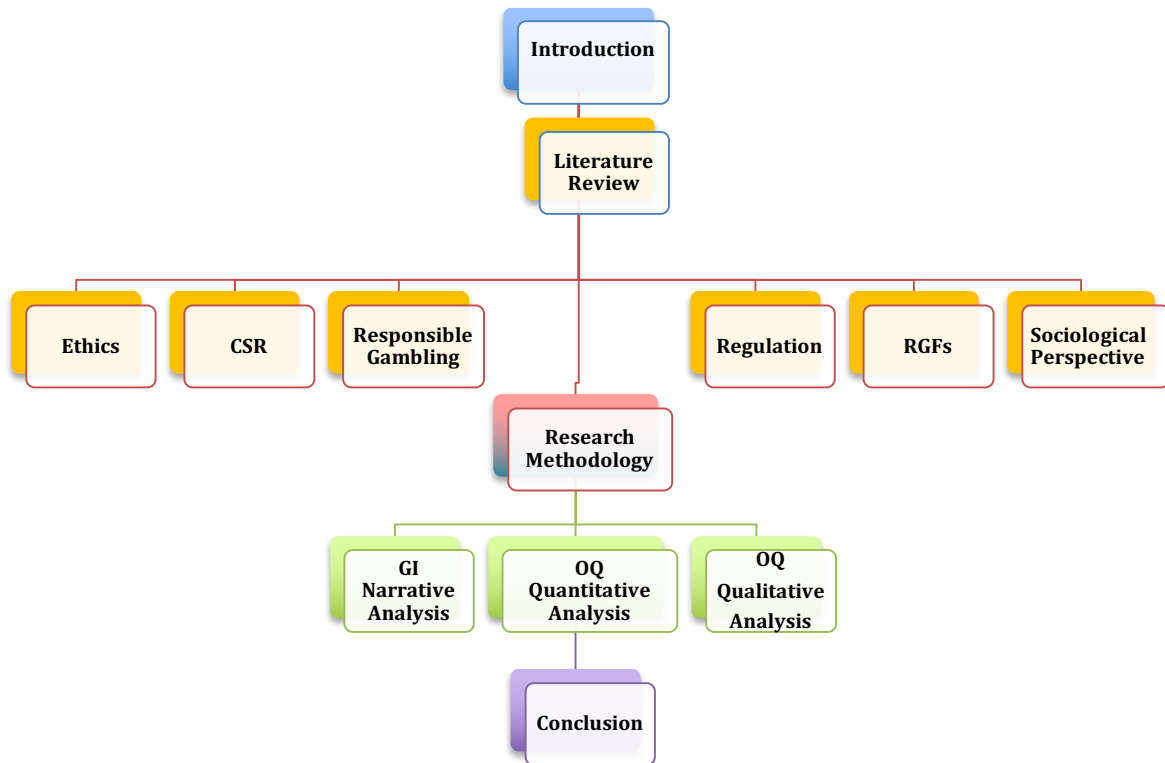 Introduction
Literature
Review
Ethics
CSR
Responsible
Gambling
Regulation
RGFs
Sociological
Perspective
Research
Methodology
GI
Narrative
Analysis
OQ
Quantitative
Analysis
OQ
Qualitative
Analysis
Conclusion